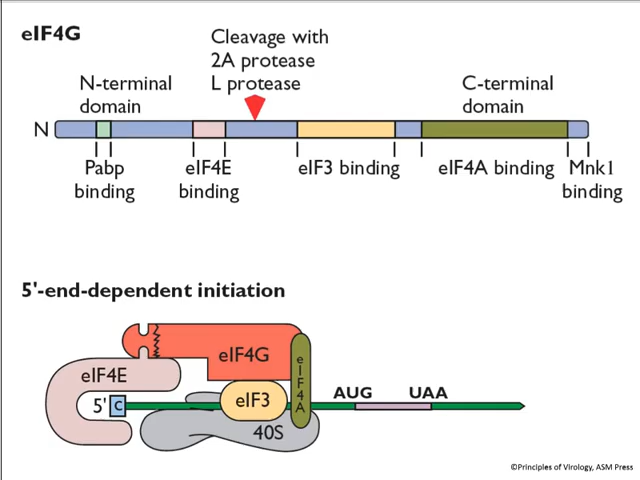 eIF4G
Cleavage with
2A protease
L protease
N-terminal
domain
C-terminal
domain
N
Pabp
binding
eIF4E
binding
eIF3 binding
eIF4A binding
Mnk1
binding
5'-end-dependent initiation
eIF4G
eIF4E
eIF4A
5' C
eIF3
AUG
UAA
40S
©Principles of Virology, ASM Press